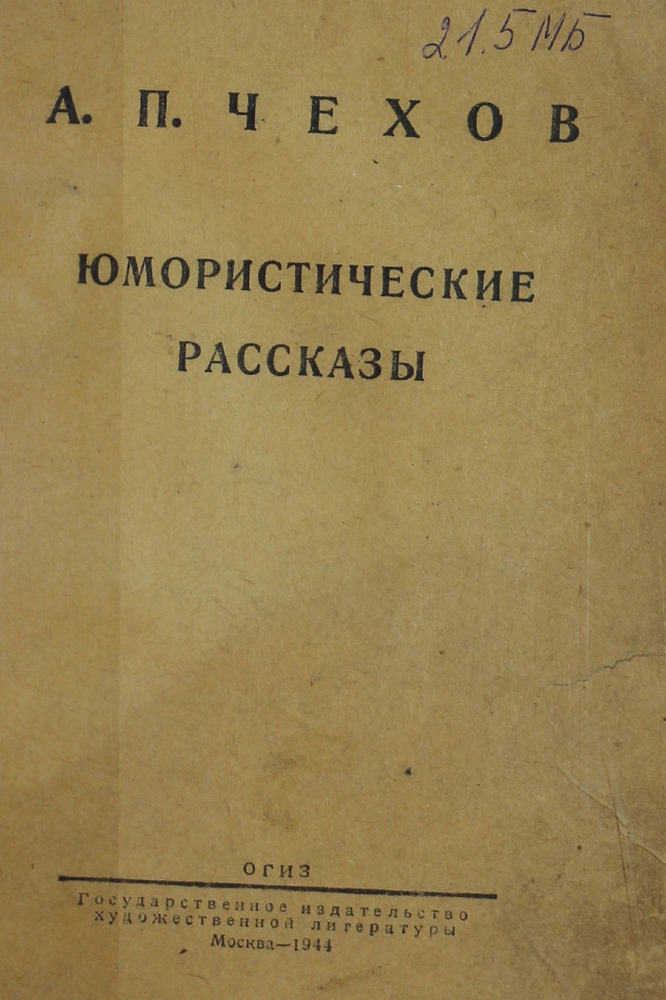 21.5 МБ
А. П. ЧЕХОВ
ЮМОРИСТИЧЕСКИЕ
РАССКАЗЫ
ОГИЗ
Государственное издательство
художественной литературы
Москва—1944